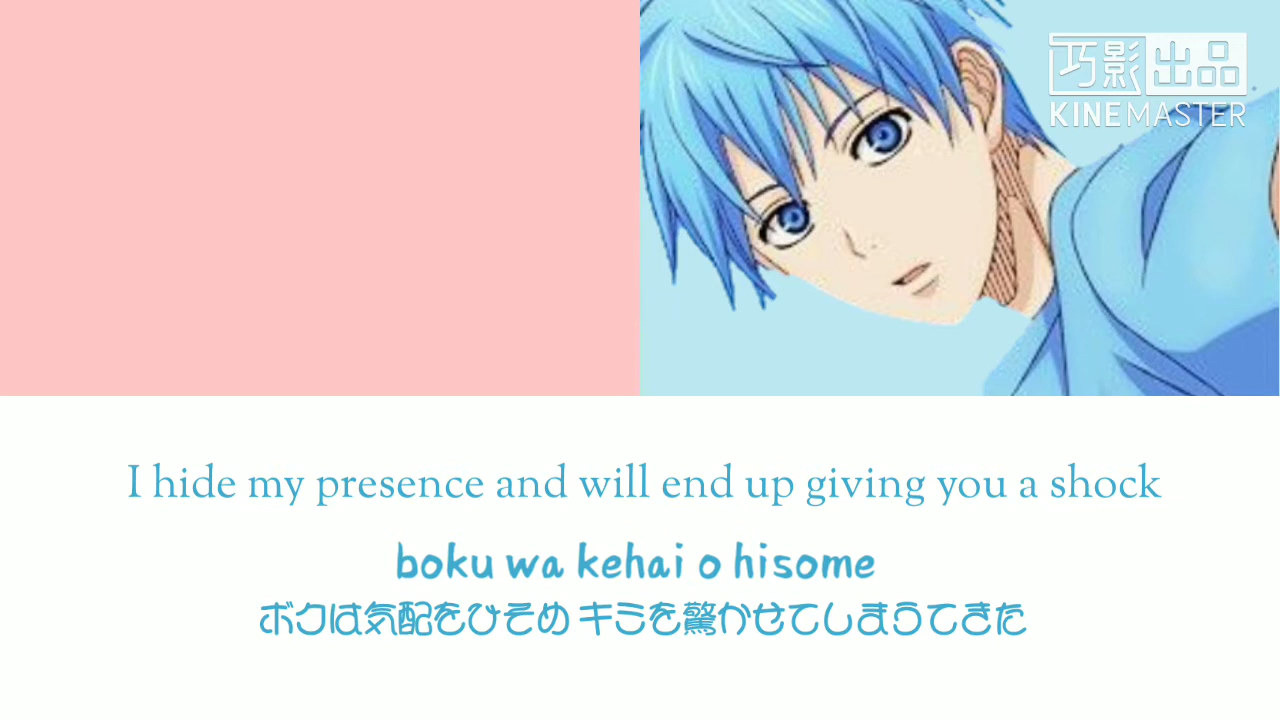 巧影出品
KINEMASTER
I hide my presence and will end up giving you a shock
boku wa kehai o hisome
ボクは気配をひそめ キミを驚かせてしまうてきた